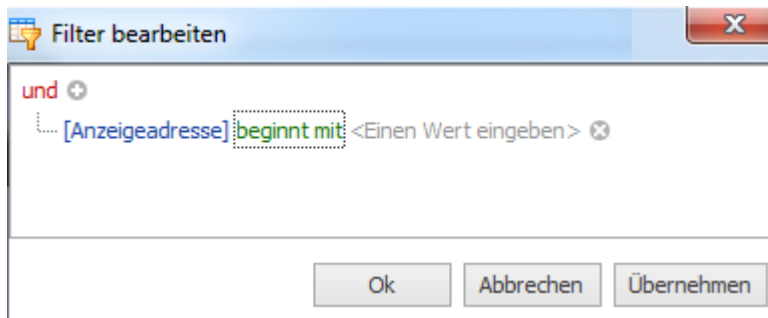 Filter bearbeiten
und
[Anzeigeadresse] beginnt mit <Einen Wert eingeben>
Ok Abbrechen Übernehmen